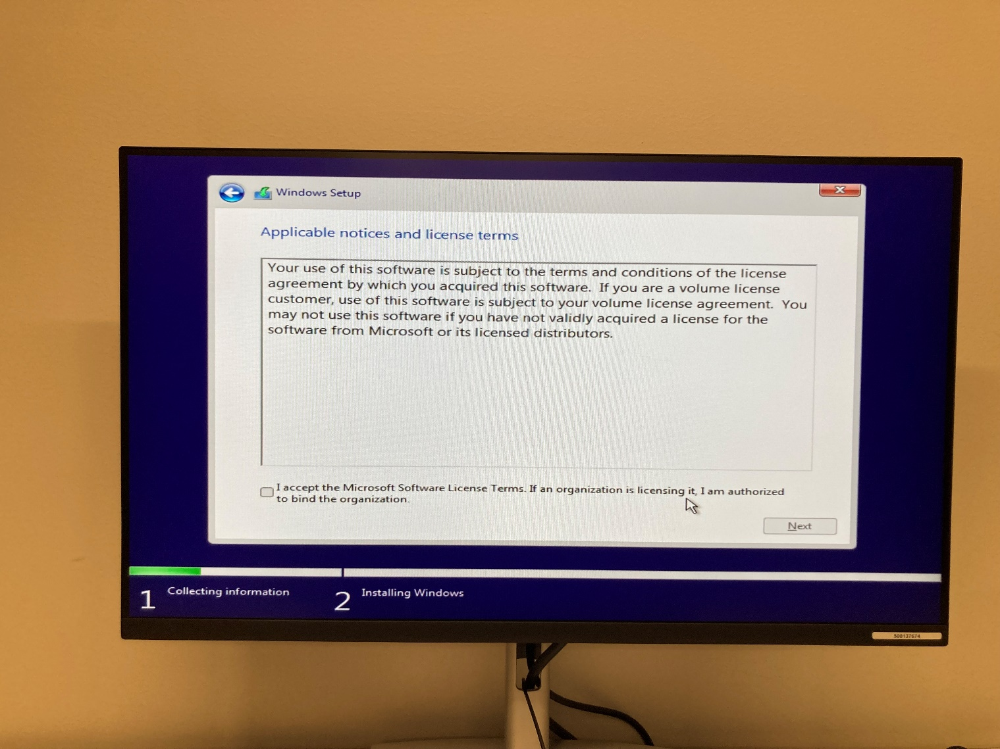 Windows Setup
Applicable notices and license terms
Your use of this software is subject to the terms and conditions of the license
agreement by which you acquired this software.  If you are a volume license
customer, use of this software is subject to your volume license agreement.  You
may not use this software if you have not validly acquired a license for the
software from Microsoft or its licensed distributors.
I accept the Microsoft Software License Terms. If an organization is licensing it, I am authorized
to bind the organization.
Next
1 Collecting information
2 Installing Windows
500137674